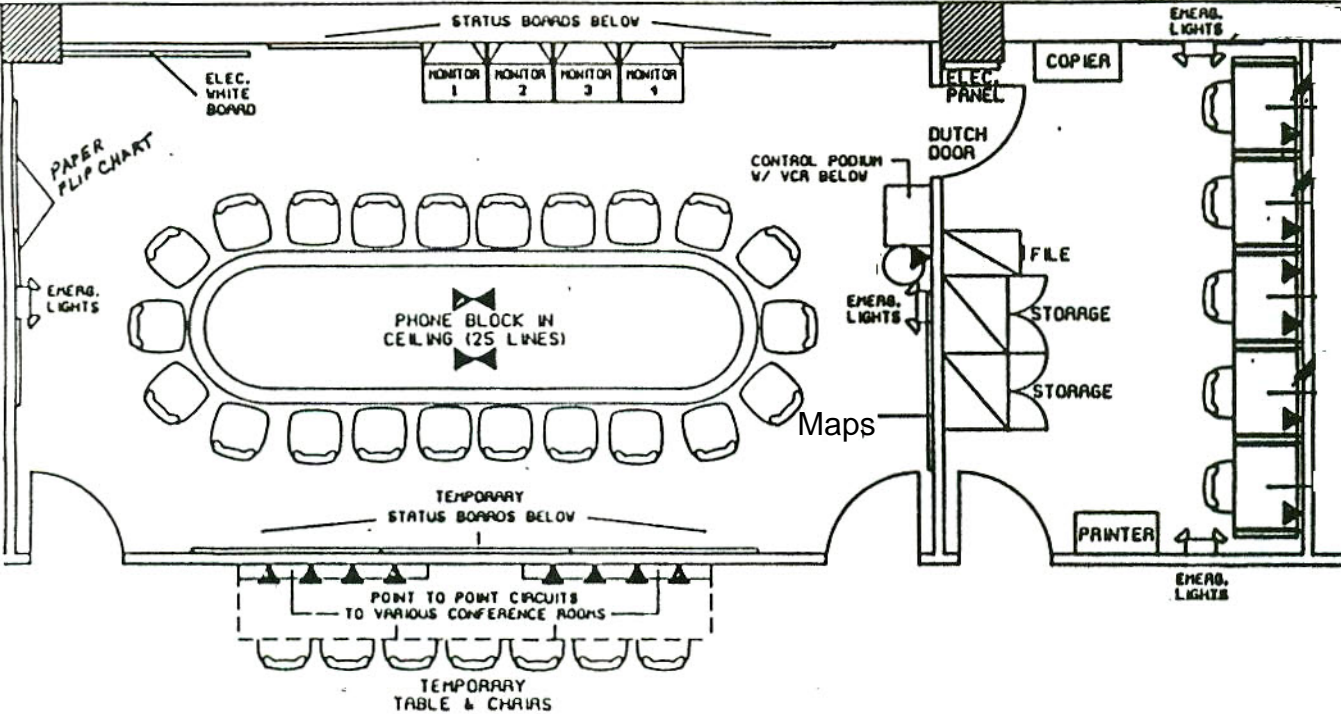 STATUS BOARDS BELOW
EMERG.
LIGHTS
ELEC.
WHITE
BOARD
MONITOR
1
MONITOR
2
MONITOR
3
MONITOR
4
ELEC.
PANEL
COPIER
PAPER
FLIP CHART
DUTCH
DOOR
CONTROL PODIUM
W/ VCR BELOW
FILE
EMERG.
LIGHTS
EMERG.
LIGHTS
PHONE BLOCK IN
CEILING (25 LINES)
STORAGE
STORAGE
Maps
TEMPORARY
STATUS BOARDS BELOW
PRINTER
EMERG.
LIGHTS
POINT TO POINT CIRCUITS
TO VARIOUS CONFERENCE ROOMS
TEMPORARY
TABLE & CHAIRS